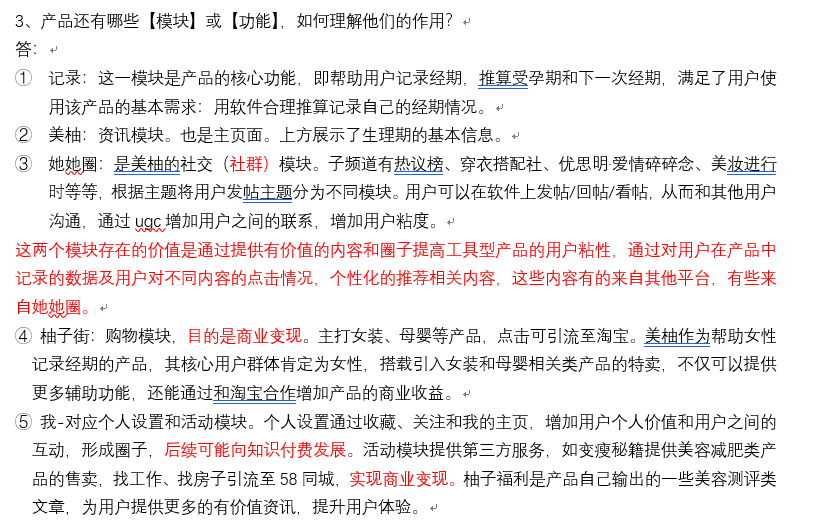 3、产品还有哪些【模块】或【功能】，如何理解他们的作用？
答：
① 记录：这一模块是产品的核心功能，即帮助用户记录经期，推算受孕期和下一次经期，满足了用户使
用该产品的基本需求：用软件合理推算记录自己的经期情况。
② 美柚：资讯模块。也是主页面。上方展示了生理期的基本信息。
③ 她她圈：是美柚的社交（社群）模块。子频道有热议榜、穿衣搭配社、优思明·爱情碎碎念、美妆进行
时等等，根据主题将用户发帖主题分为不同模块。用户可以在软件上发帖/回帖/看帖，从而和其他用户
沟通，通过 ugc 增加用户之间的联系，增加用户粘度。
这两个模块存在的价值是通过提供有价值的内容和圈子提高工具型产品的用户粘性，通过对用户在产品中
记录的数据及用户对不同内容的点击情况，个性化的推荐相关内容，这些内容有的来自其他平台，有些来
自她她圈。
④ 柚子街：购物模块，目的是商业变现。主打女装、母婴等产品，点击可引流至淘宝。美柚作为帮助女性
记录经期的产品，其核心用户群体肯定为女性，搭载引入女装和母婴相关类产品的特卖，不仅可以提供
更多辅助功能，还能通过和淘宝合作增加产品的商业收益。
⑤ 我-对应个人设置和活动模块。个人设置通过收藏、关注和我的主页，增加用户个人价值和用户之间的
互动，形成圈子，后续可能向知识付费发展。活动模块提供第三方服务，如变瘦秘籍提供美容减肥类产
品的售卖，找工作、找房子引流至 58 同城，实现商业变现。柚子福利是产品自己输出的一些美容测评类
文章，为用户提供更多的有价值资讯，提升用户体验。